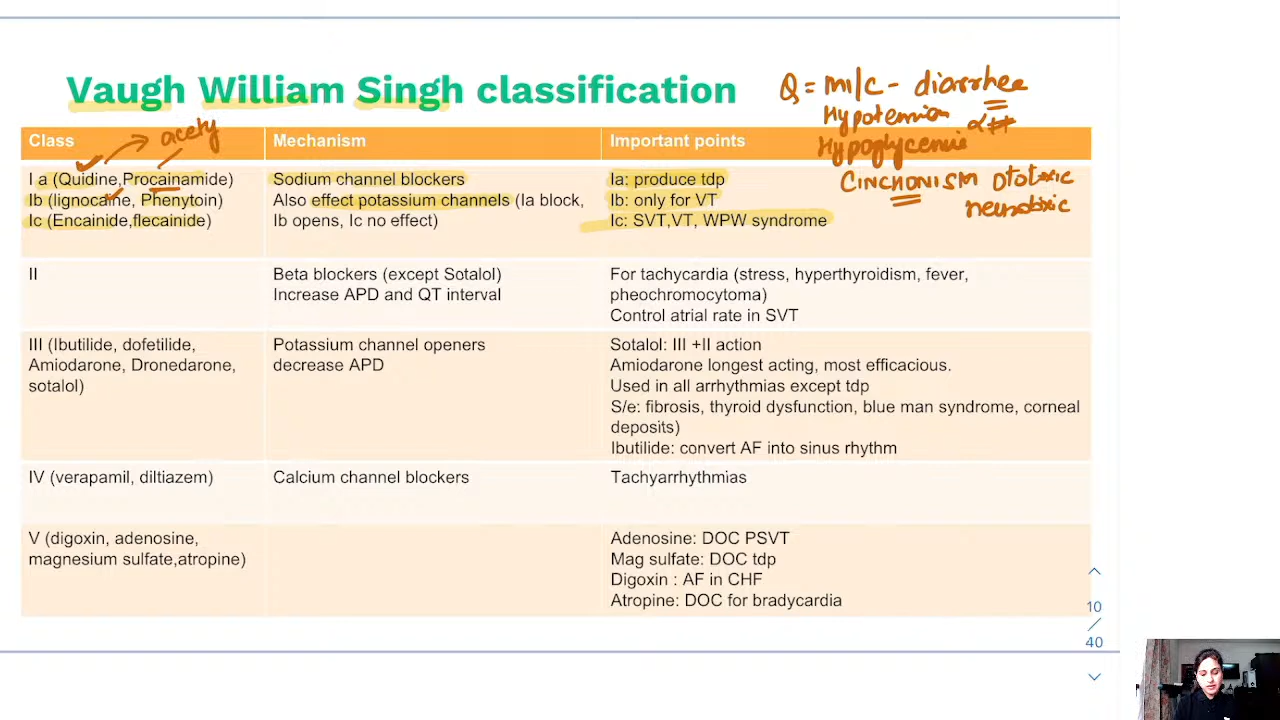 Vaugh William Singh classification
Q = m/c - diarrhea
Hypotension α
Hypoglycemia
CINCHONISM ototoxic
neurotoxic
acety
Class Mechanism Important points
I a (Quidine,Procainamide) Sodium channel blockers Ia: produce tdp
Ib (lignocaine, Phenytoin) Also effect potassium channels (Ia block, Ib: only for VT
Ic (Encainide,flecainide) Ib opens, Ic no effect) Ic: SVT,VT, WPW syndrome
II Beta blockers (except Sotalol) For tachycardia (stress, hyperthyroidism, fever,
Increase APD and QT interval pheochromocytoma)
Control atrial rate in SVT
III (Ibutilide, dofetilide, Potassium channel openers Sotalol: III +II action
Amiodarone, Dronedarone, decrease APD Amiodarone longest acting, most efficacious.
sotalol) Used in all arrhythmias except tdp
S/e: fibrosis, thyroid dysfunction, blue man syndrome, corneal
deposits)
Ibutilide: convert AF into sinus rhythm
IV (verapamil, diltiazem) Calcium channel blockers Tachyarrhythmias
V (digoxin, adenosine, Adenosine: DOC PSVT
magnesium sulfate,atropine) Mag sulfate: DOC tdp
Digoxin : AF in CHF
Atropine: DOC for bradycardia
10
/
40